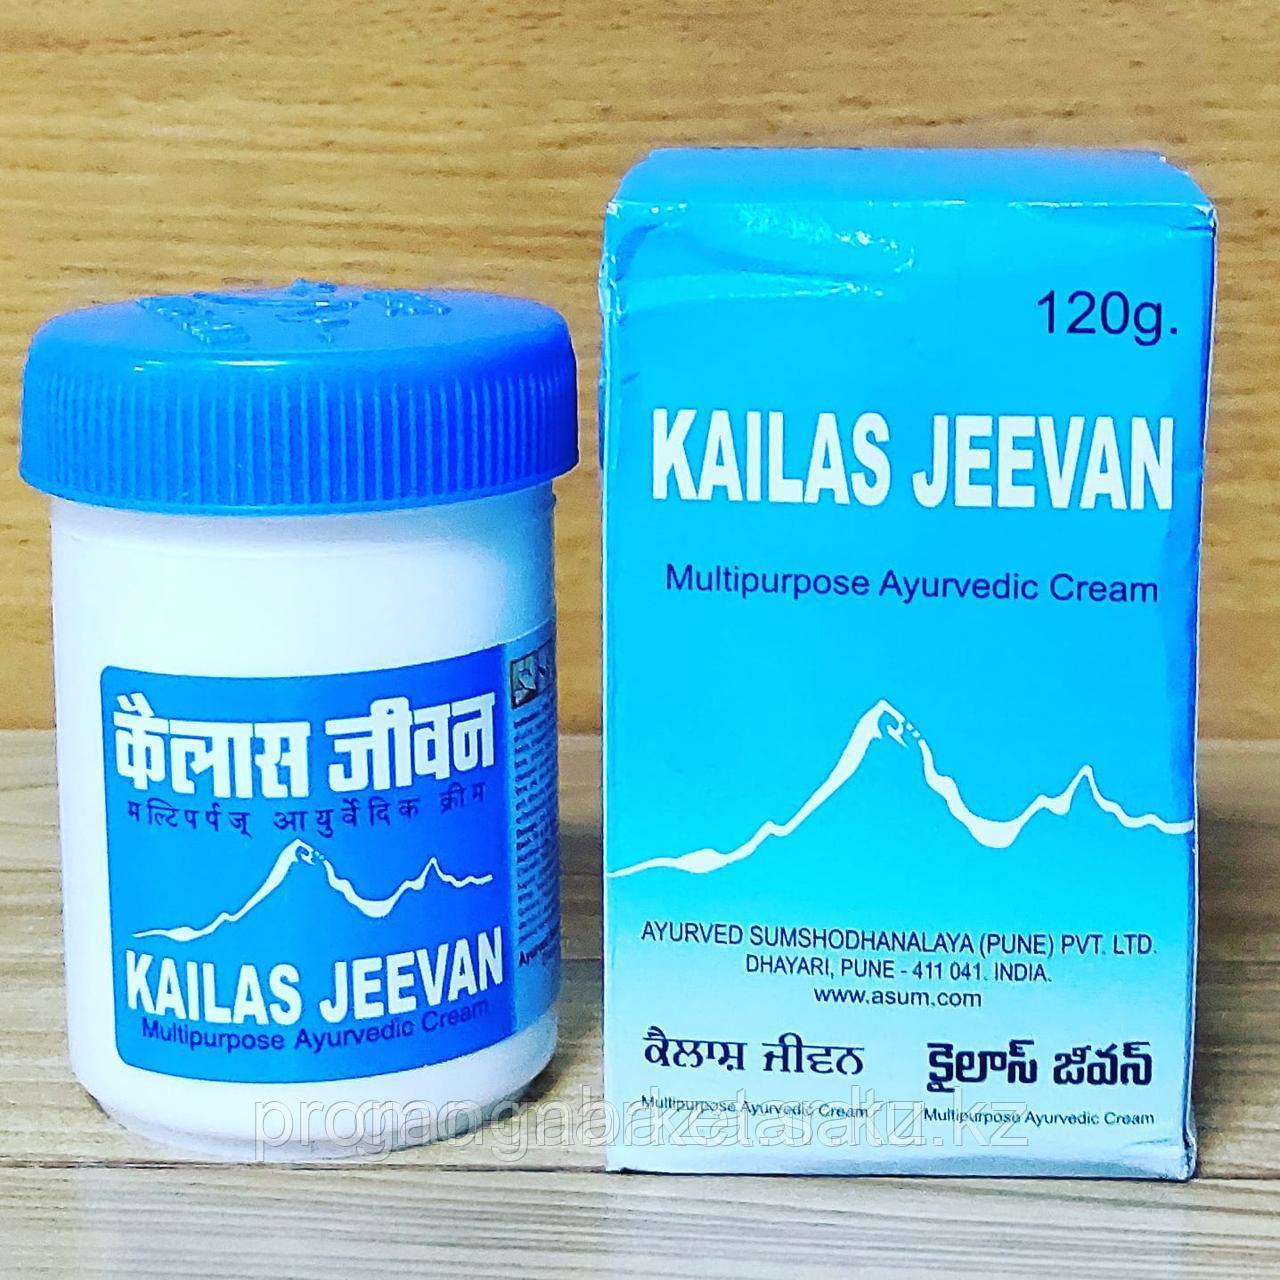 कैलास जीवन
मल्टिपर्पज् आयुर्वेदिक क्रीम
KAILAS JEEVAN
Multipurpose Ayurvedic Cream
120g.
KAILAS JEEVAN
Multipurpose Ayurvedic Cream
AYURVED SUMSHODHANALAYA (PUNE) PVT. LTD.
DHAYARI, PUNE - 411 041. INDIA.
www.asum.com
ਕੈਲਾਸ਼ ਜੀਵਨ
Multipurpose Ayurvedic Cream
కైలాస్ జీవన్
Multipurpose Ayurvedic Cream